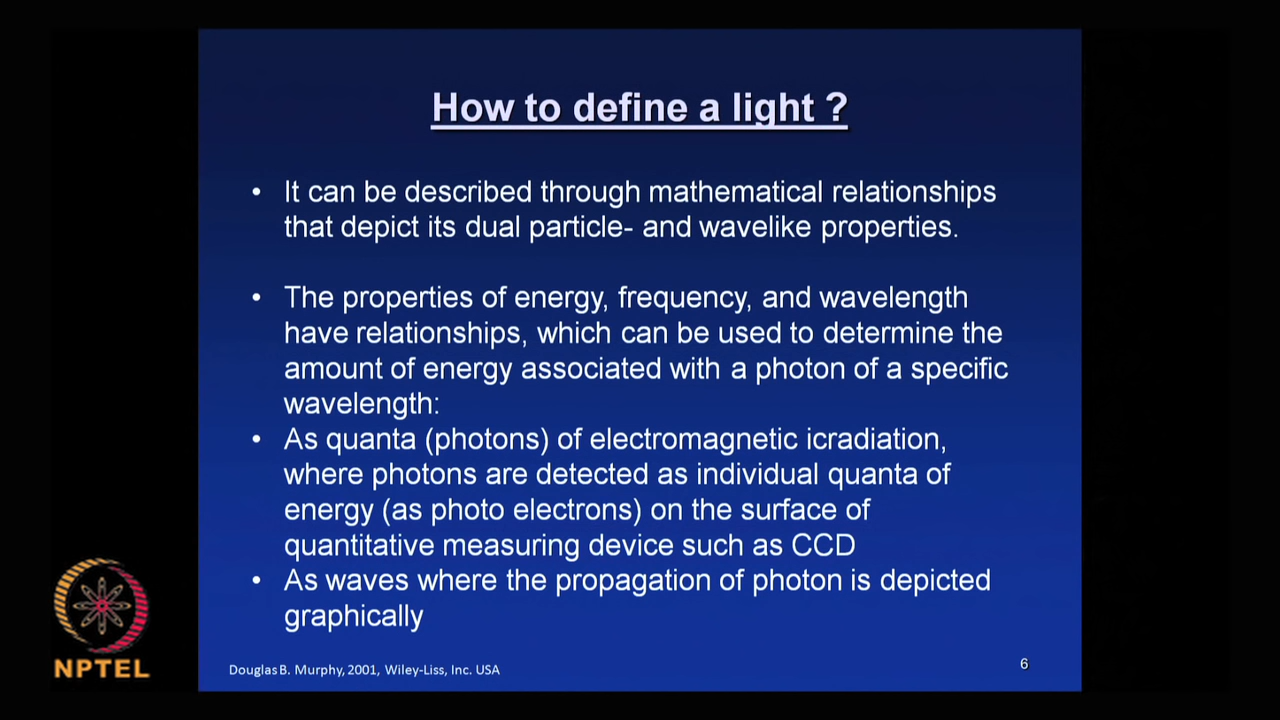 How to define a light ?
• It can be described through mathematical relationships
that depict its dual particle- and wavelike properties.
• The properties of energy, frequency, and wavelength
have relationships, which can be used to determine the
amount of energy associated with a photon of a specific
wavelength:
• As quanta (photons) of electromagnetic icradiation,
where photons are detected as individual quanta of
energy (as photo electrons) on the surface of
quantitative measuring device such as CCD
• As waves where the propagation of photon is depicted
graphically
NPTEL
Douglas B. Murphy, 2001, Wiley-Liss, Inc. USA
6